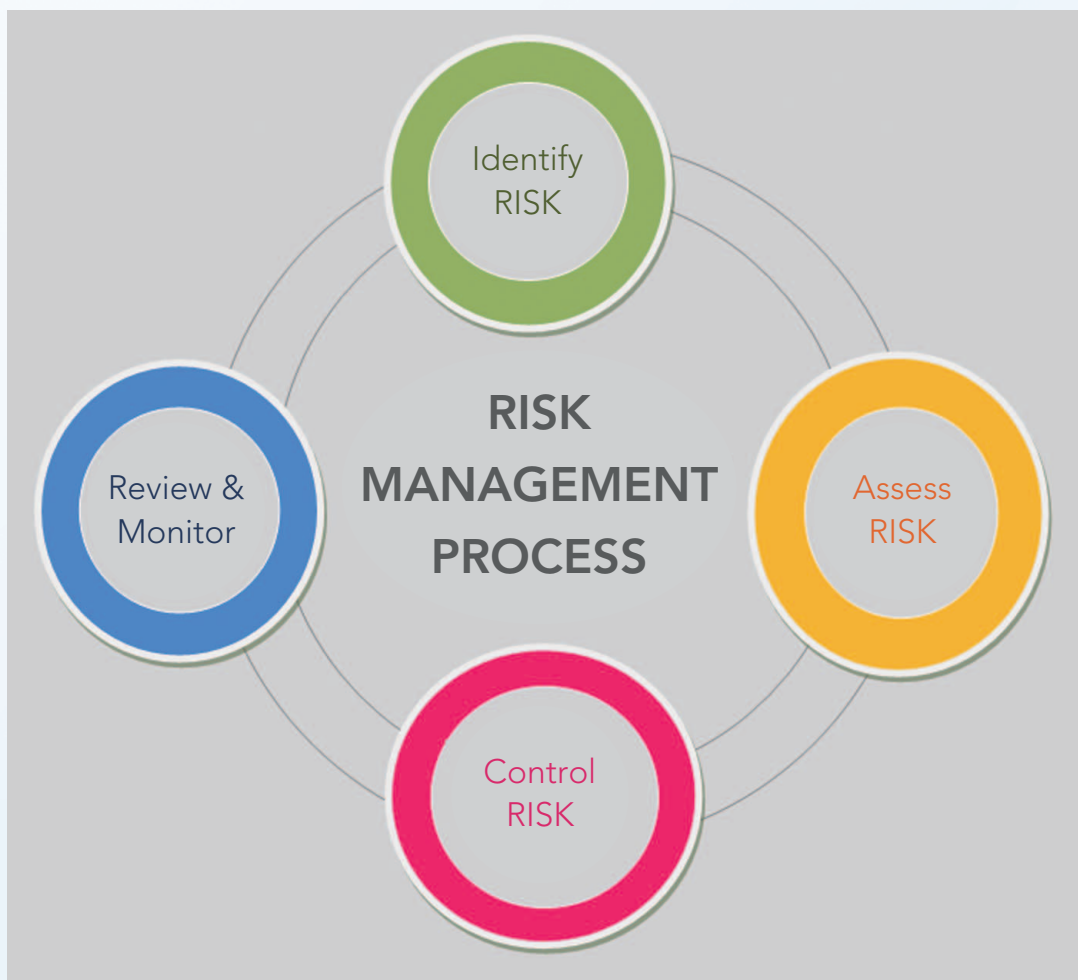 Identify
RISK
RISK
MANAGEMENT
PROCESS
Review &
Monitor
Assess
RISK
Control
RISK